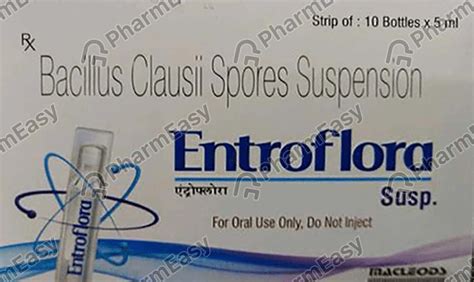 Strip of : 10 Bottles x 5 ml
Rx
Bacillus Clausii Spores Suspension
Entroflora
एंट्रोफ्लोरा
Susp.
For Oral Use Only, Do Not Inject
Entroflora
MACLEODS
PharmEasy